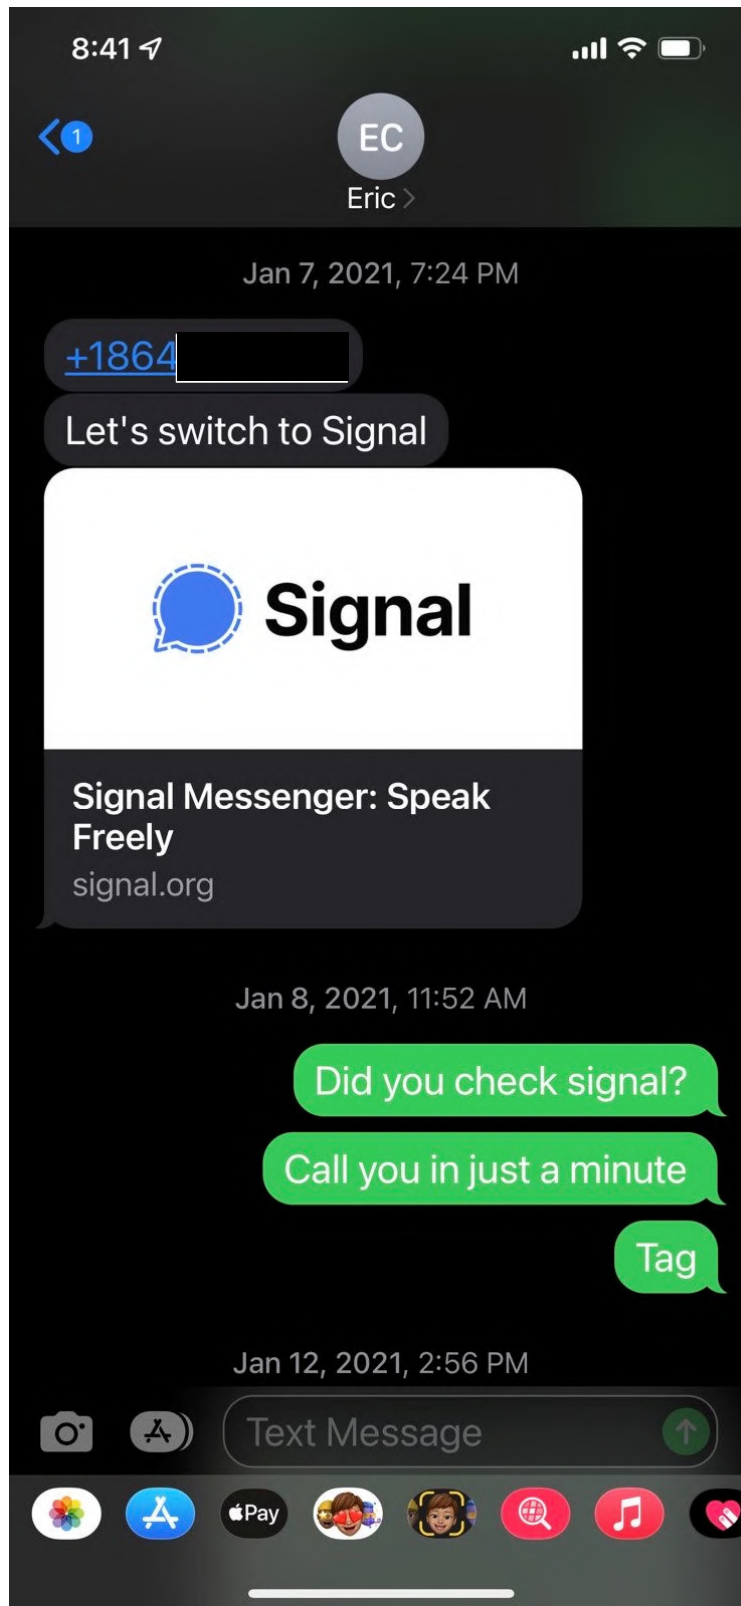 8:41
1
EC
Eric
Jan 7, 2021, 7:24 PM
+1864
Let's switch to Signal
Signal
Signal Messenger: Speak
Freely
signal.org
Jan 8, 2021, 11:52 AM
Did you check signal?
Call you in just a minute
Tag
Jan 12, 2021, 2:56 PM
Text Message
Pay